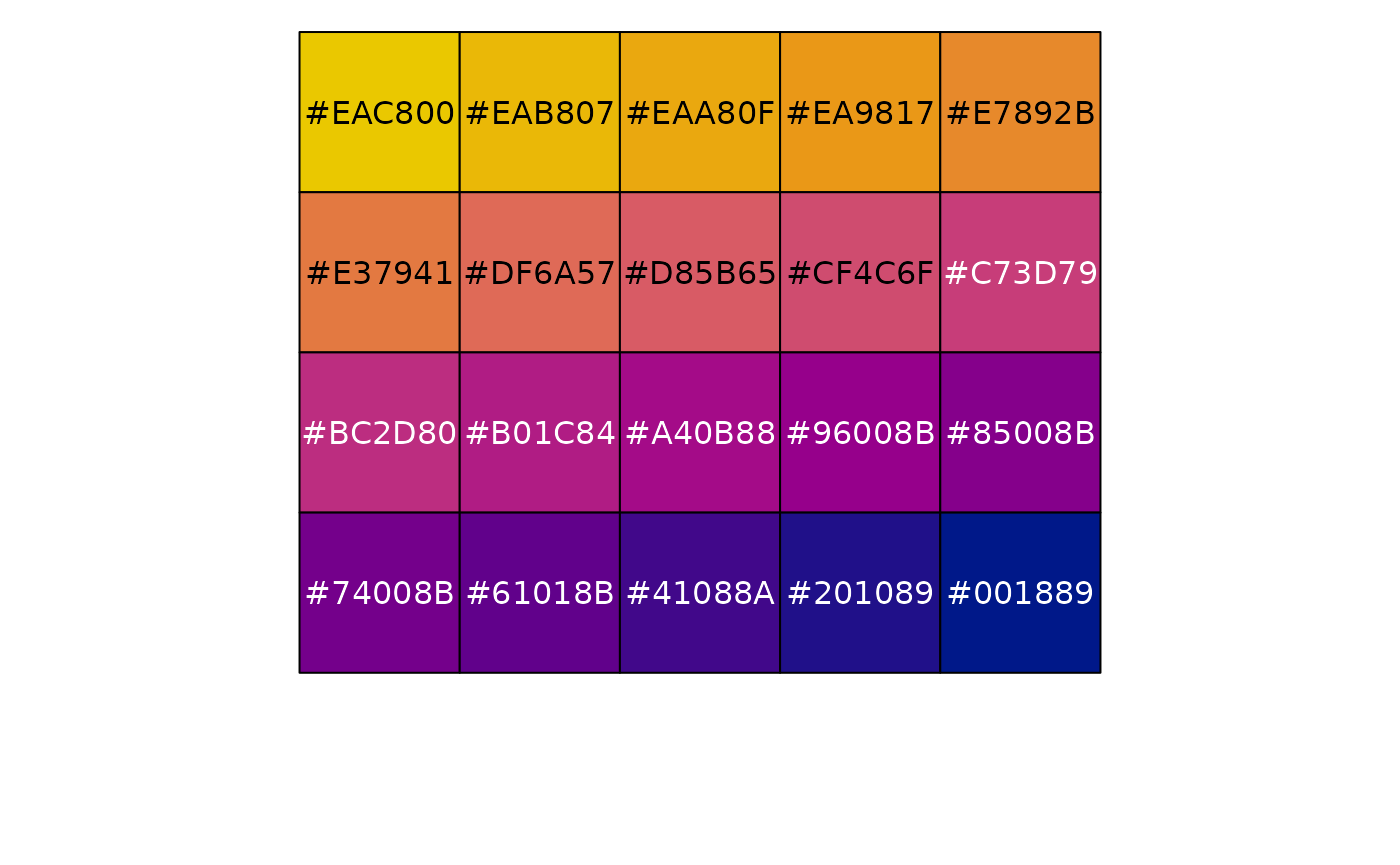 #EAC800 #EAB807 #EAA80F #EA9817 #E7892B
#E37941 #DF6A57 #D85B65 #CF4C6F #C73D79
#BC2D80 #B01C84 #A40B88 #96008B #85008B
#74008B #61018B #41088A #201089 #001889